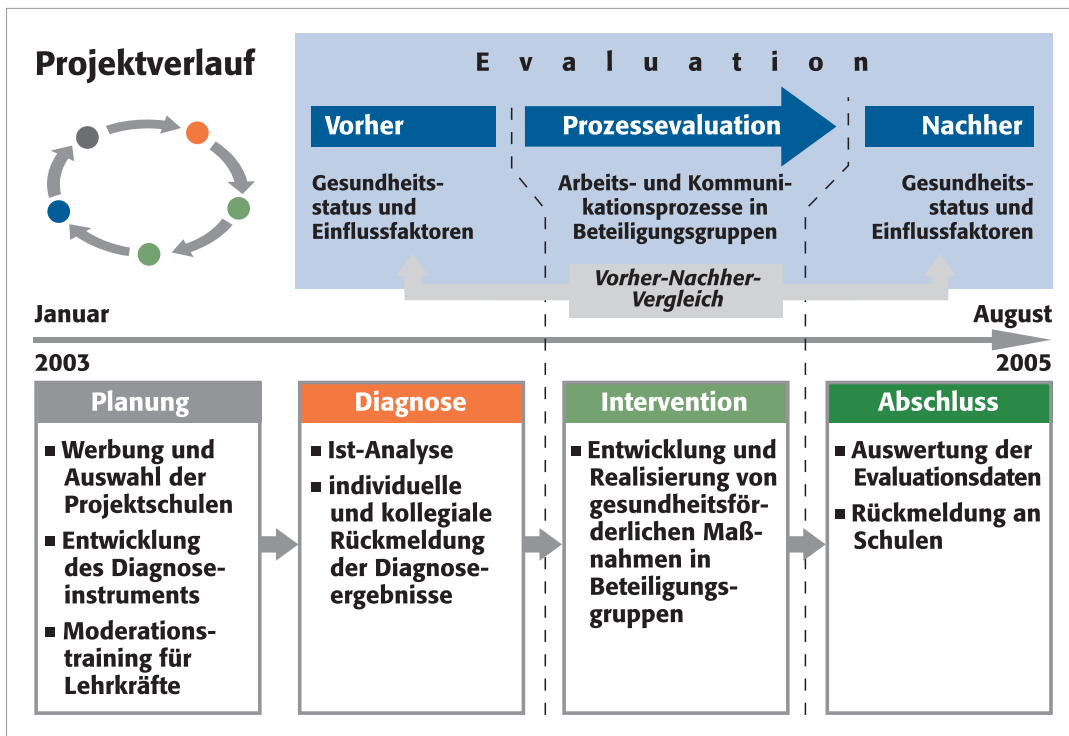 Projektverlauf
E v a l u a t i o n
Vorher
Prozessevaluation
Nachher
Gesundheits-
status und
Einflussfaktoren
Arbeits- und Kommuni-
kationsprozesse in
Beteiligungsgruppen
Gesundheits-
status und
Einflussfaktoren
Vorher-Nachher-
Vergleich
Januar
2003
August
2005
Planung
▪ Werbung und
Auswahl der
Projektschulen
▪ Entwicklung
des Diagnose-
instruments
▪ Moderations-
training für
Lehrkräfte
Diagnose
▪ Ist-Analyse
▪ individuelle
und kollegiale
Rückmeldung
der Diagnose-
ergebnisse
Intervention
▪ Entwicklung und
Realisierung von
gesundheitsför-
derlichen Maß-
nahmen in
Beteiligungs-
gruppen
Abschluss
▪ Auswertung der
Evaluationsdaten
▪ Rückmeldung an
Schulen